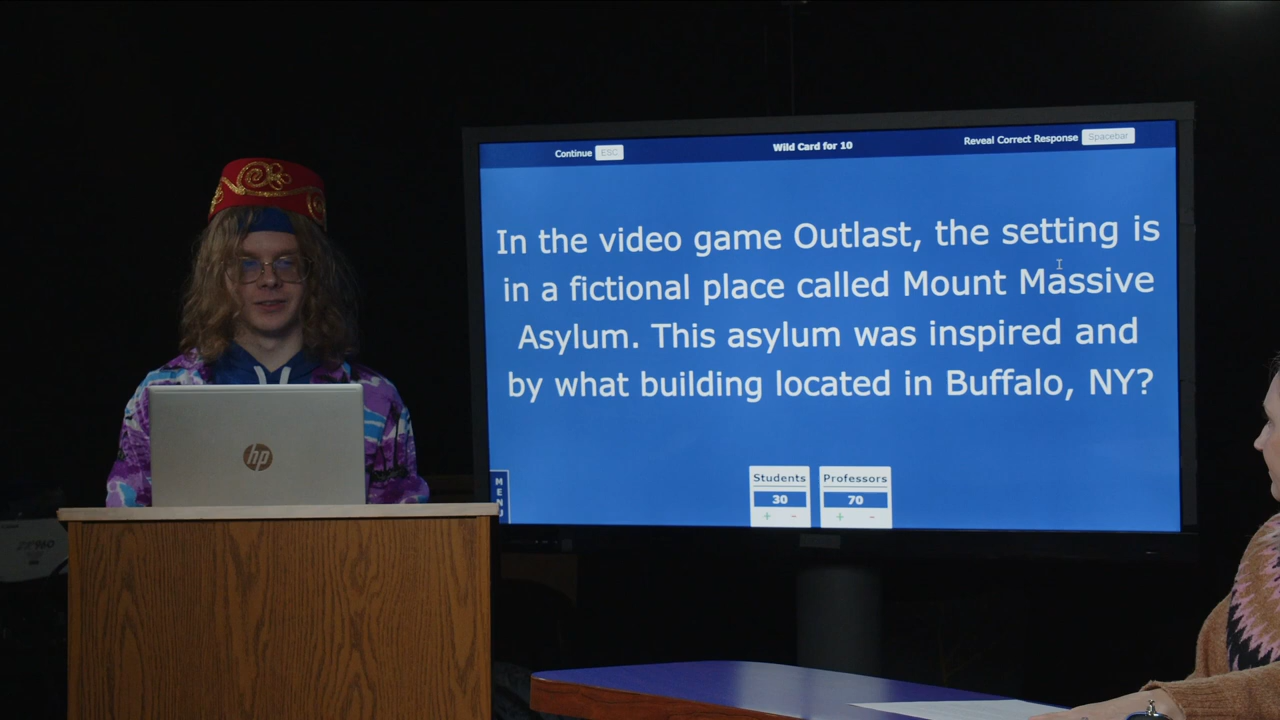 Continue ESC
Wild Card for 10
Reveal Correct Response Spacebar
In the video game Outlast, the setting is
in a fictional place called Mount Massive
Asylum. This asylum was inspired and
by what building located in Buffalo, NY?
MENU
Students
30
+ -
Professors
70
+ -
hp